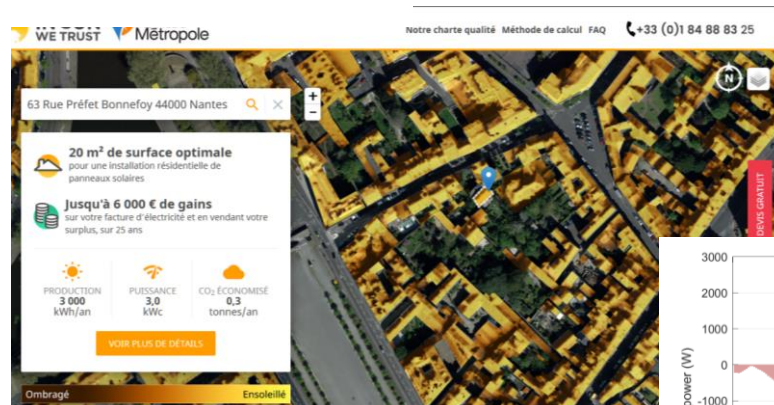 WE TRUST
Métropole
Notre charte qualité Méthode de calcul FAQ +33 (0)1 84 88 83 25
63 Rue Préfet Bonnefoy 44000 Nantes
+
-
N
20 m² de surface optimale
pour une installation résidentielle de
panneaux solaires
Jusqu'à 6 000 € de gains
sur votre facture d'électricité et en vendant votre
surplus, sur 25 ans
PRODUCTION PUISSANCE CO₂ ÉCONOMISÉ
3 000 3,0 0,3
kWh/an kWc tonnes/an
VOIR PLUS DE DÉTAILS
Ombragé Ensoleillé
DEVIS GRATUIT
3000
2000
1000
0
-1000
power (W)